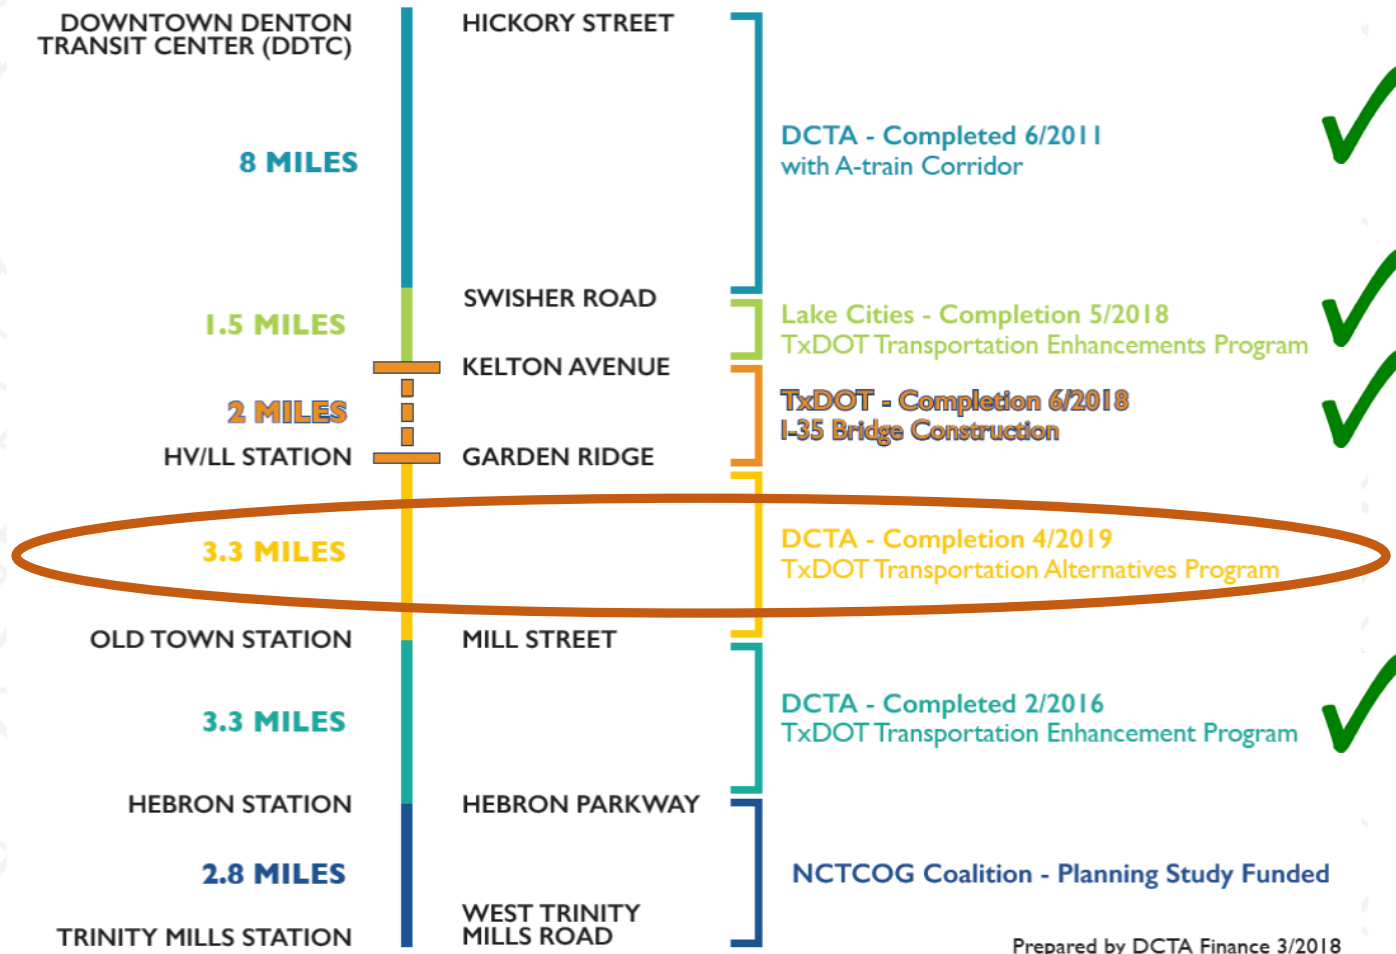 DOWNTOWN DENTON
TRANSIT CENTER (DDTC)
HICKORY STREET
8 MILES
DCTA - Completed 6/2011
with A-train Corridor
SWISHER ROAD
1.5 MILES
Lake Cities - Completion 5/2018
TxDOT Transportation Enhancements Program
KELTON AVENUE
2 MILES
TxDOT - Completion 6/2018
I-35 Bridge Construction
HV/LL STATION
GARDEN RIDGE
3.3 MILES
DCTA - Completion 4/2019
TxDOT Transportation Alternatives Program
OLD TOWN STATION
MILL STREET
3.3 MILES
DCTA - Completed 2/2016
TxDOT Transportation Enhancement Program
HEBRON STATION
HEBRON PARKWAY
2.8 MILES
NCTCOG Coalition - Planning Study Funded
TRINITY MILLS STATION
WEST TRINITY
MILLS ROAD
Prepared by DCTA Finance 3/2018